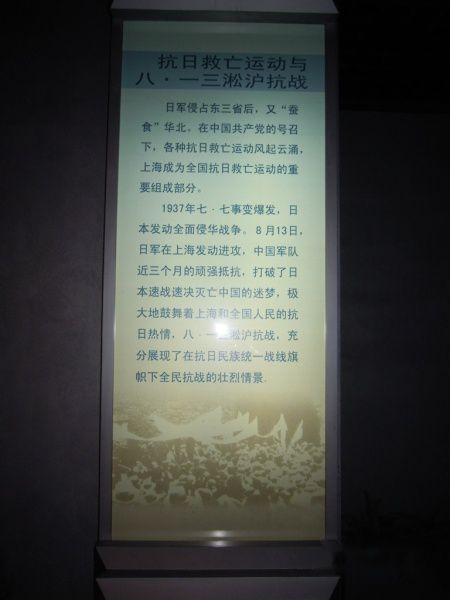 抗日救亡运动与
八·一三淞沪抗战
日军侵占东三省后，又“蚕
食”华北。在中国共产党的号召
下，各种抗日救亡运动风起云涌，
上海成为全国抗日救亡运动的重
要组成部分。
1937年七·七事变爆发，日
本发动全面侵华战争。8月13日，
日军在上海发动进攻，中国军队
近三个月的顽强抵抗，打破了日
本速战速决灭亡中国的迷梦，极
大地鼓舞着上海和全国人民的抗
日热情，八·一三淞沪抗战，充
分展现了在抗日民族统一战线旗
帜下全民抗战的壮烈情景.